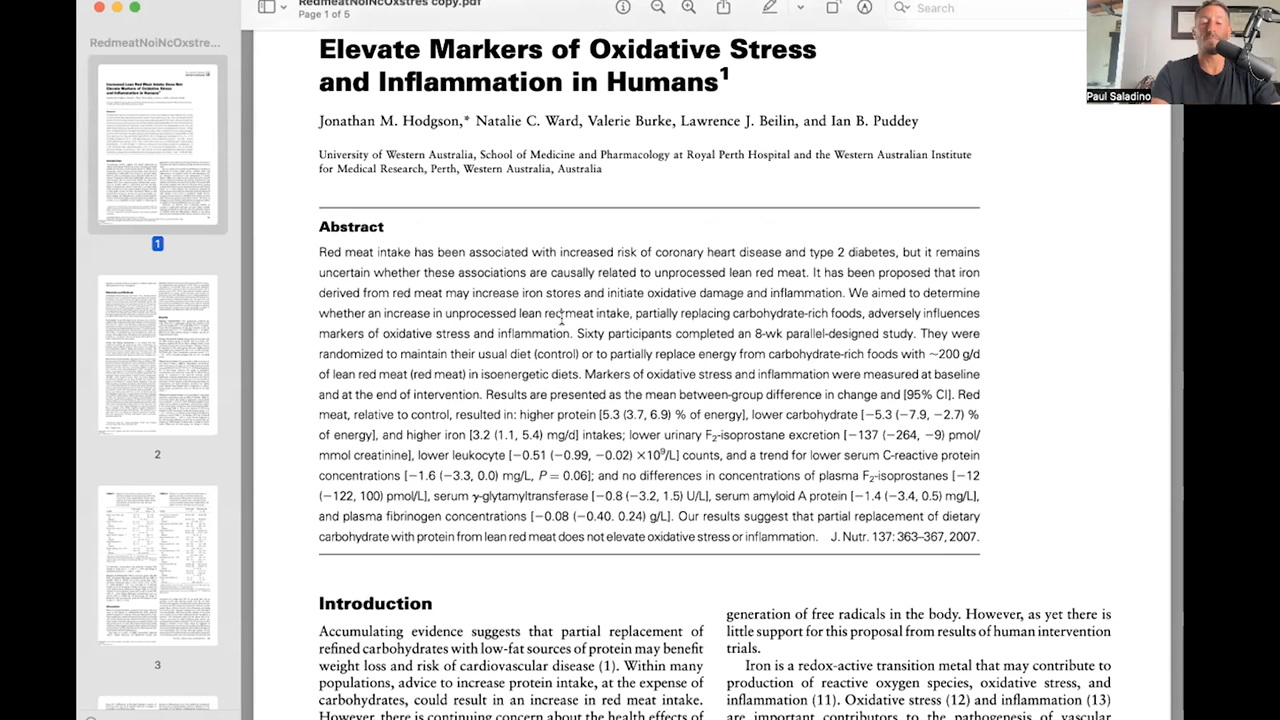 RedmeatNoiNcOxstres copy.pdf
Page 1 of 5
Search
RedmeatNoiNcOxstre...
1
2
3
Paul Saladino
Elevate Markers of Oxidative Stress
and Inflammation in Humans1
Jonathan M. Hodgson,* Natalie C. Ward, Valerie Burke, Lawrence J. Beilin, Ian B. Puddey
University of Western Australia, School of Medicine and Pharmacology at Royal Perth Hospital and the Western Australian Institute
for Medical Research, Perth, Western Australia, Australia
Abstract
Red meat intake has been associated with increased risk of coronary heart disease and type 2 diabetes, but it remains
uncertain whether these associations are causally related to unprocessed lean red meat. It has been proposed that iron
derived from red meat may increase iron stores and initiate oxidative damage and inflammation. We aimed to determine
whether an increase in unprocessed lean red meat intake, partially replacing carbohydrate-rich foods, adversely influences
markers of oxidative stress and inflammation. Sixty participants completed an 8-wk parallel-designed study. They were
randomized to maintain their usual diet (control) or to partially replace energy from carbohydrate-rich foods with ~200 g/d
of lean red meat (red meat) in isoenergetic diets. Markers of oxidative stress and inflammation were measured at baseline
and at the end of intervention. Results are presented as the mean between-group difference in change and [95% CI]. Red
meat, relative to control, resulted in: higher protein [5.3 (3.7, 6.9) % of energy], lower carbohydrate [−5.3 (−7.9, −2.7) %
of energy], and higher iron [3.2 (1.1, 5.4) mg/d] intakes; lower urinary F2-isoprostane excretion [−137 (−264, −9) pmol/
mmol creatinine], lower leukocyte [−0.51 (−0.99, −0.02) ×10⁹/L] counts, and a trend for lower serum C-reactive protein
concentrations [−1.6 (−3.3, 0.0) mg/L, P = 0.06]; and no differences in concentrations of plasma F2-isoprostanes [−12
(−122, 100) pmol/L], serum γ-glytamyltransferase (−3.2, 1.5) U/L], serum amyloid A protein (−3.4, 0.5) mg/L],
and plasma fibrinogen concentrations [−0.08 (−0.40, 0.24) g/L]. Our results suggest that partial replacement of dietary
carbohydrate with protein from lean red meat does not elevate oxidative stress or inflammation. J. Nutr. 137: 363–367, 2007.
Introduction
Accumulating evidence suggests that partial replacement of
refined carbohydrates with low-fat sources of protein may benefit
weight loss and risk of cardiovascular disease (1). Within many
populations, advice to increase protein intake, at the expense of
carbohydrates, could result in an increase in red meat intake.
However, there is continuing concern about the health effects of
generation of free radicals in the body. However, as yet there is
little support for this proposal from results of human intervention
trials.
Iron is a redox-active transition metal that may contribute to
production of reactive oxygen species, oxidative stress, and
inflammation (11). Oxidative stress (12) and inflammation (13)
are important contributors to the pathogenesis of vascular